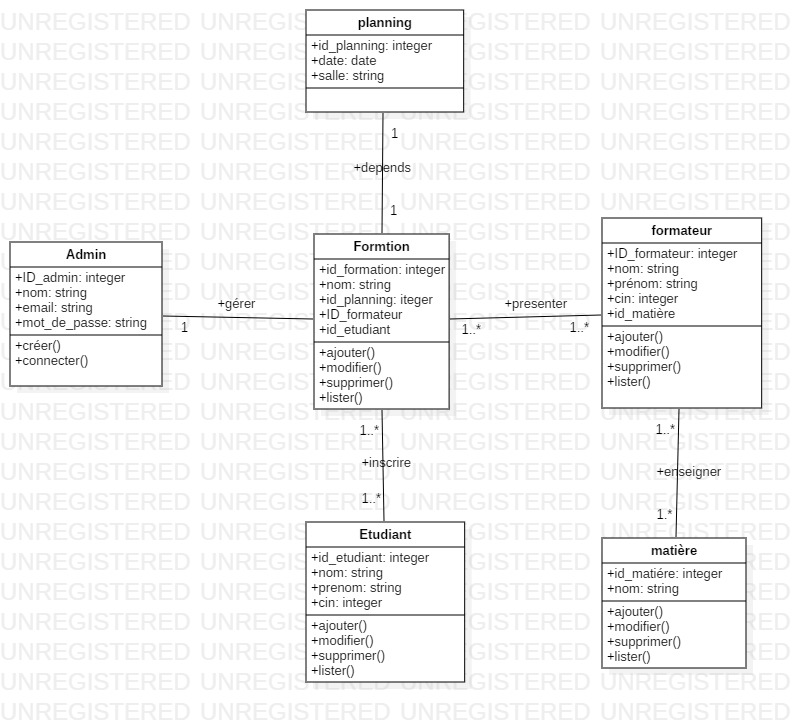 planning
+id_planning: integer
+date: date
+salle: string
1
+depends
1
Admin
+ID_admin: integer
+nom: string
+email: string
+mot_de_passe: string
+créer()
+connecter()
+gérer
1
Formtion
+id_formation: integer
+nom: string
+id_planning: iteger
+ID_formateur
+id_etudiant
+ajouter()
+modifier()
+supprimer()
+lister()
+presenter
1..*
1..*
formateur
+ID_formateur: integer
+nom: string
+prénom: string
+cin: integer
+id_matière
+ajouter()
+modifier()
+supprimer()
+lister()
1..*
+inscrire
1..*
1..*
+enseigner
1.*
Etudiant
+id_etudiant: integer
+nom: string
+prenom: string
+cin: integer
+ajouter()
+modifier()
+supprimer()
+lister()
matière
+id_matiére: integer
+nom: string
+ajouter()
+modifier()
+supprimer()
+lister()
UNREGISTERED